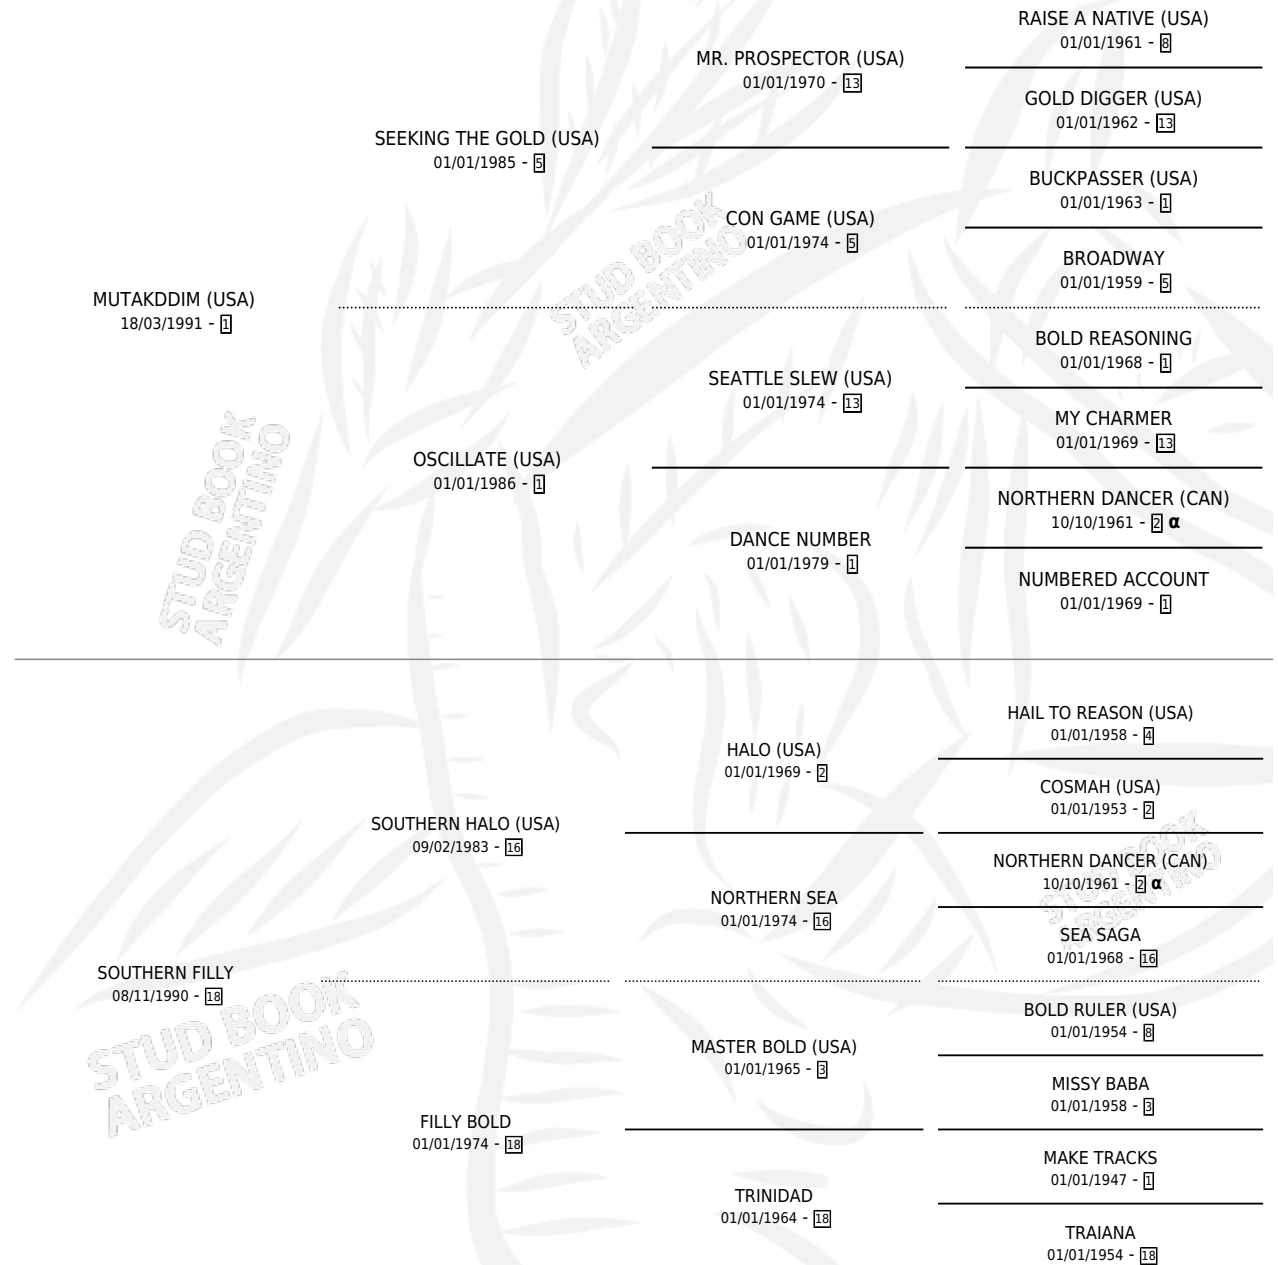 RAISE A NATIVE (USA)
01/01/1961 - 8
MR. PROSPECTOR (USA)
01/01/1970 - 13
GOLD DIGGER (USA)
01/01/1962 - 13
SEEKING THE GOLD (USA)
01/01/1985 - 5
BUCKPASSER (USA)
01/01/1963 - 1
CON GAME (USA)
01/01/1974 - 5
BROADWAY
01/01/1959 - 5
MUTAKDDIM (USA)
18/03/1991 - 1
BOLD REASONING
01/01/1968 - 1
SEATTLE SLEW (USA)
01/01/1974 - 13
MY CHARMER
01/01/1969 - 13
OSCILLATE (USA)
01/01/1986 - 1
NORTHERN DANCER (CAN)
10/10/1961 - 2 α
DANCE NUMBER
01/01/1979 - 1
NUMBERED ACCOUNT
01/01/1969 - 1
HAIL TO REASON (USA)
01/01/1958 - 4
HALO (USA)
01/01/1969 - 2
COSMAH (USA)
01/01/1953 - 2
SOUTHERN HALO (USA)
09/02/1983 - 16
NORTHERN DANCER (CAN)
10/10/1961 - 2 α
NORTHERN SEA
01/01/1974 - 16
SEA SAGA
01/01/1968 - 16
SOUTHERN FILLY
08/11/1990 - 18
BOLD RULER (USA)
01/01/1954 - 8
MASTER BOLD (USA)
01/01/1965 - 3
MISSY BABA
01/01/1958 - 3
FILLY BOLD
01/01/1974 - 18
MAKE TRACKS
01/01/1947 - 1
TRINIDAD
01/01/1964 - 18
TRAIANA
01/01/1954 - 18
STUD BOOK
ARGENTINO
STUD BOOK
ARGENTINO
STUD BOOK
ARGENTINO
STUD BOOK
ARGENTINO